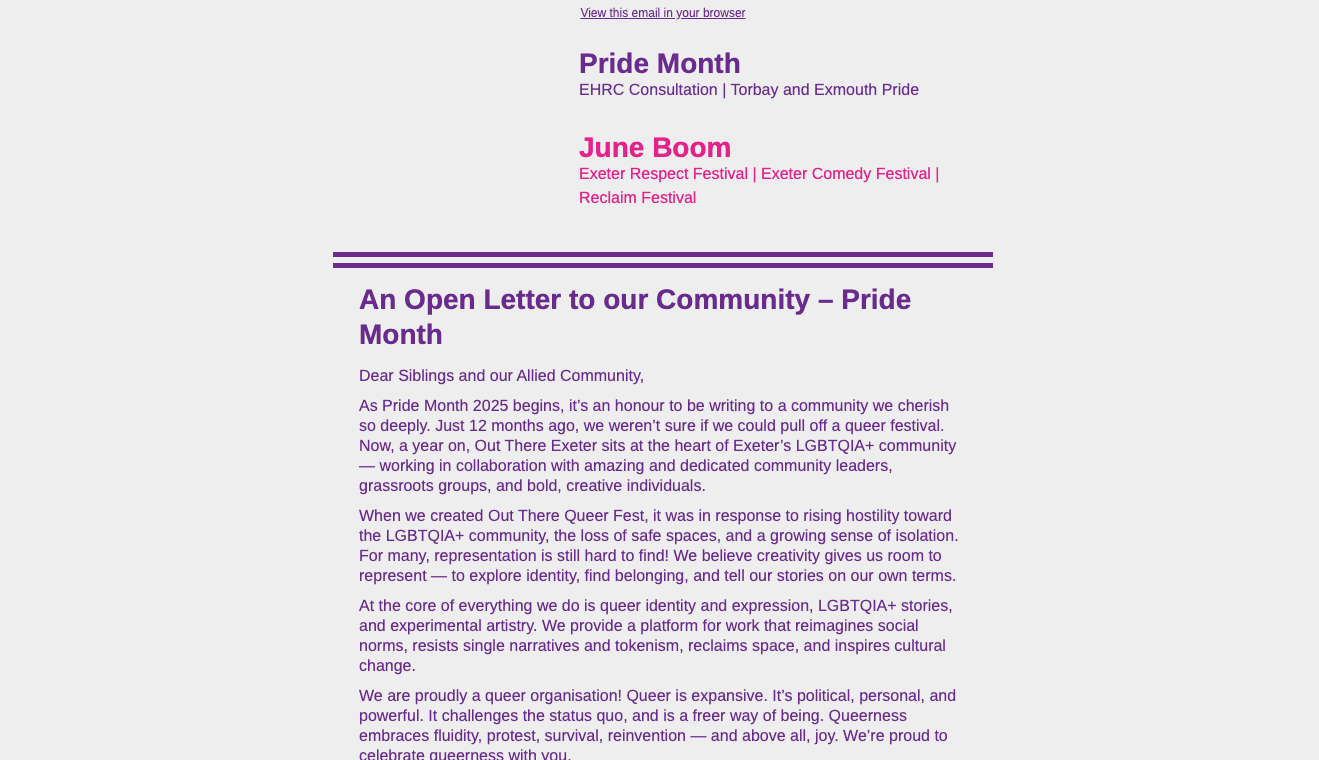 View this email in your browser
Pride Month
EHRC Consultation | Torbay and Exmouth Pride
June Boom
Exeter Respect Festival | Exeter Comedy Festival |
Reclaim Festival
An Open Letter to our Community – Pride
Month
Dear Siblings and our Allied Community,
As Pride Month 2025 begins, it’s an honour to be writing to a community we cherish
so deeply. Just 12 months ago, we weren’t sure if we could pull off a queer festival.
Now, a year on, Out There Exeter sits at the heart of Exeter’s LGBTQIA+ community
— working in collaboration with amazing and dedicated community leaders,
grassroots groups, and bold, creative individuals.
When we created Out There Queer Fest, it was in response to rising hostility toward
the LGBTQIA+ community, the loss of safe spaces, and a growing sense of isolation.
For many, representation is still hard to find! We believe creativity gives us room to
represent — to explore identity, find belonging, and tell our stories on our own terms.
At the core of everything we do is queer identity and expression, LGBTQIA+ stories,
and experimental artistry. We provide a platform for work that reimagines social
norms, resists single narratives and tokenism, reclaims space, and inspires cultural
change.
We are proudly a queer organisation! Queer is expansive. It’s political, personal, and
powerful. It challenges the status quo, and is a freer way of being. Queerness
embraces fluidity, protest, survival, reinvention — and above all, joy. We’re proud to
celebrate queerness with you.